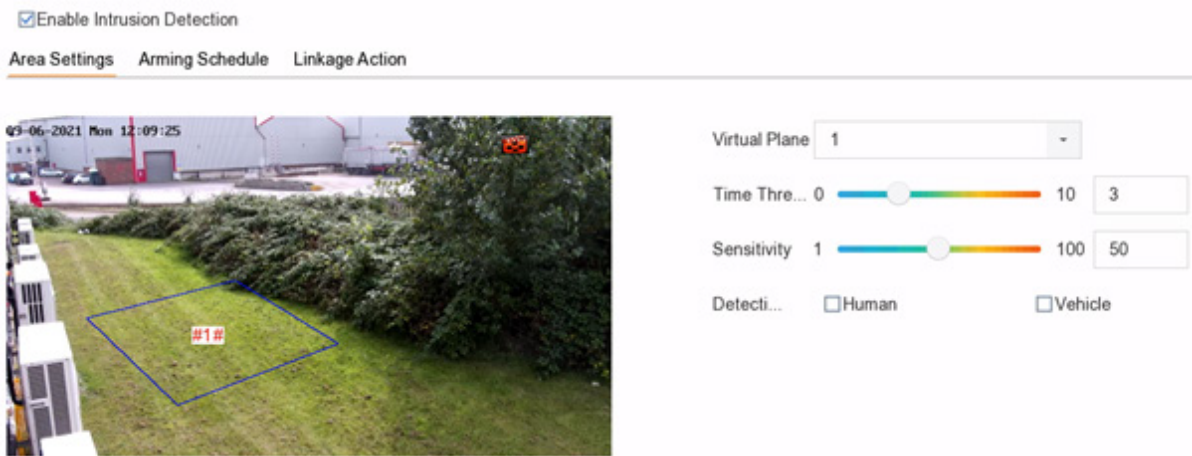 Enable Intrusion Detection
Area Settings Arming Schedule Linkage Action
09-06-2021 Mon 12:09:25
#1#
Virtual Plane 1
Time Thre... 0 10 3
Sensitivity 1 100 50
Detecti... Human Vehicle